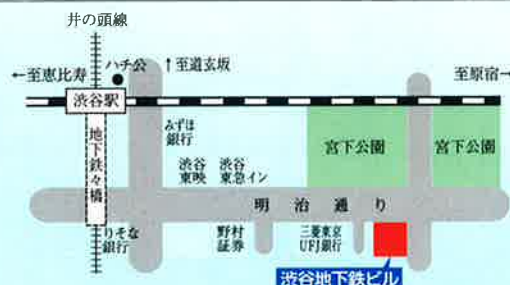 井の頭線
ハチ公
↑至道玄坂
←至恵比寿
至原宿→
渋谷駅
みずほ
銀行
地下鉄々橋
渋谷
東映
渋谷
東急イン
宮下公園
宮下公園
明治通り
りそな
銀行
野村
証券
三菱東京
UFJ銀行
渋谷地下鉄ビル